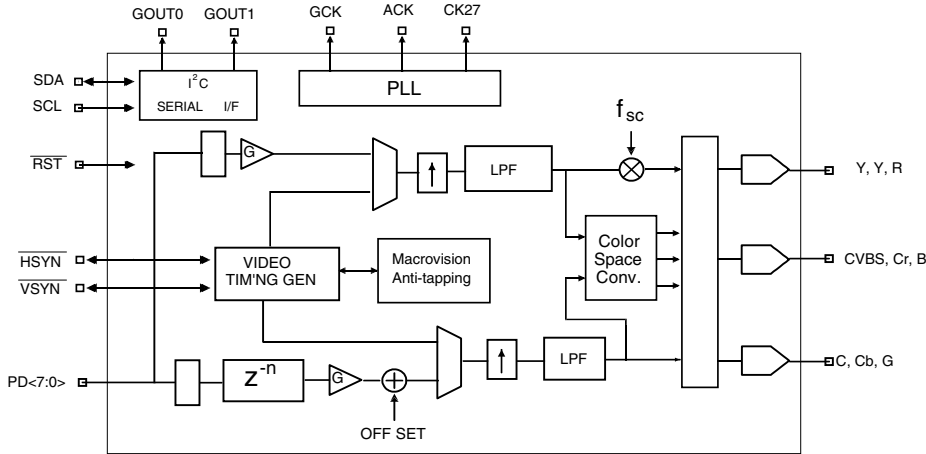 GOUT0 GOUT1 GCK ACK CK27
SDA
SCL
I²C
SERIAL I/F
PLL
RST
G
f_sc
LPF
Y, Y, R
HSYN
VSYN
VIDEO
TIM'NG GEN
Macrovision
Anti-tapping
Color
Space
Conv.
CVBS, Cr, B
PD<7:0>
z⁻ⁿ
G
OFF SET
LPF
C, Cb, G